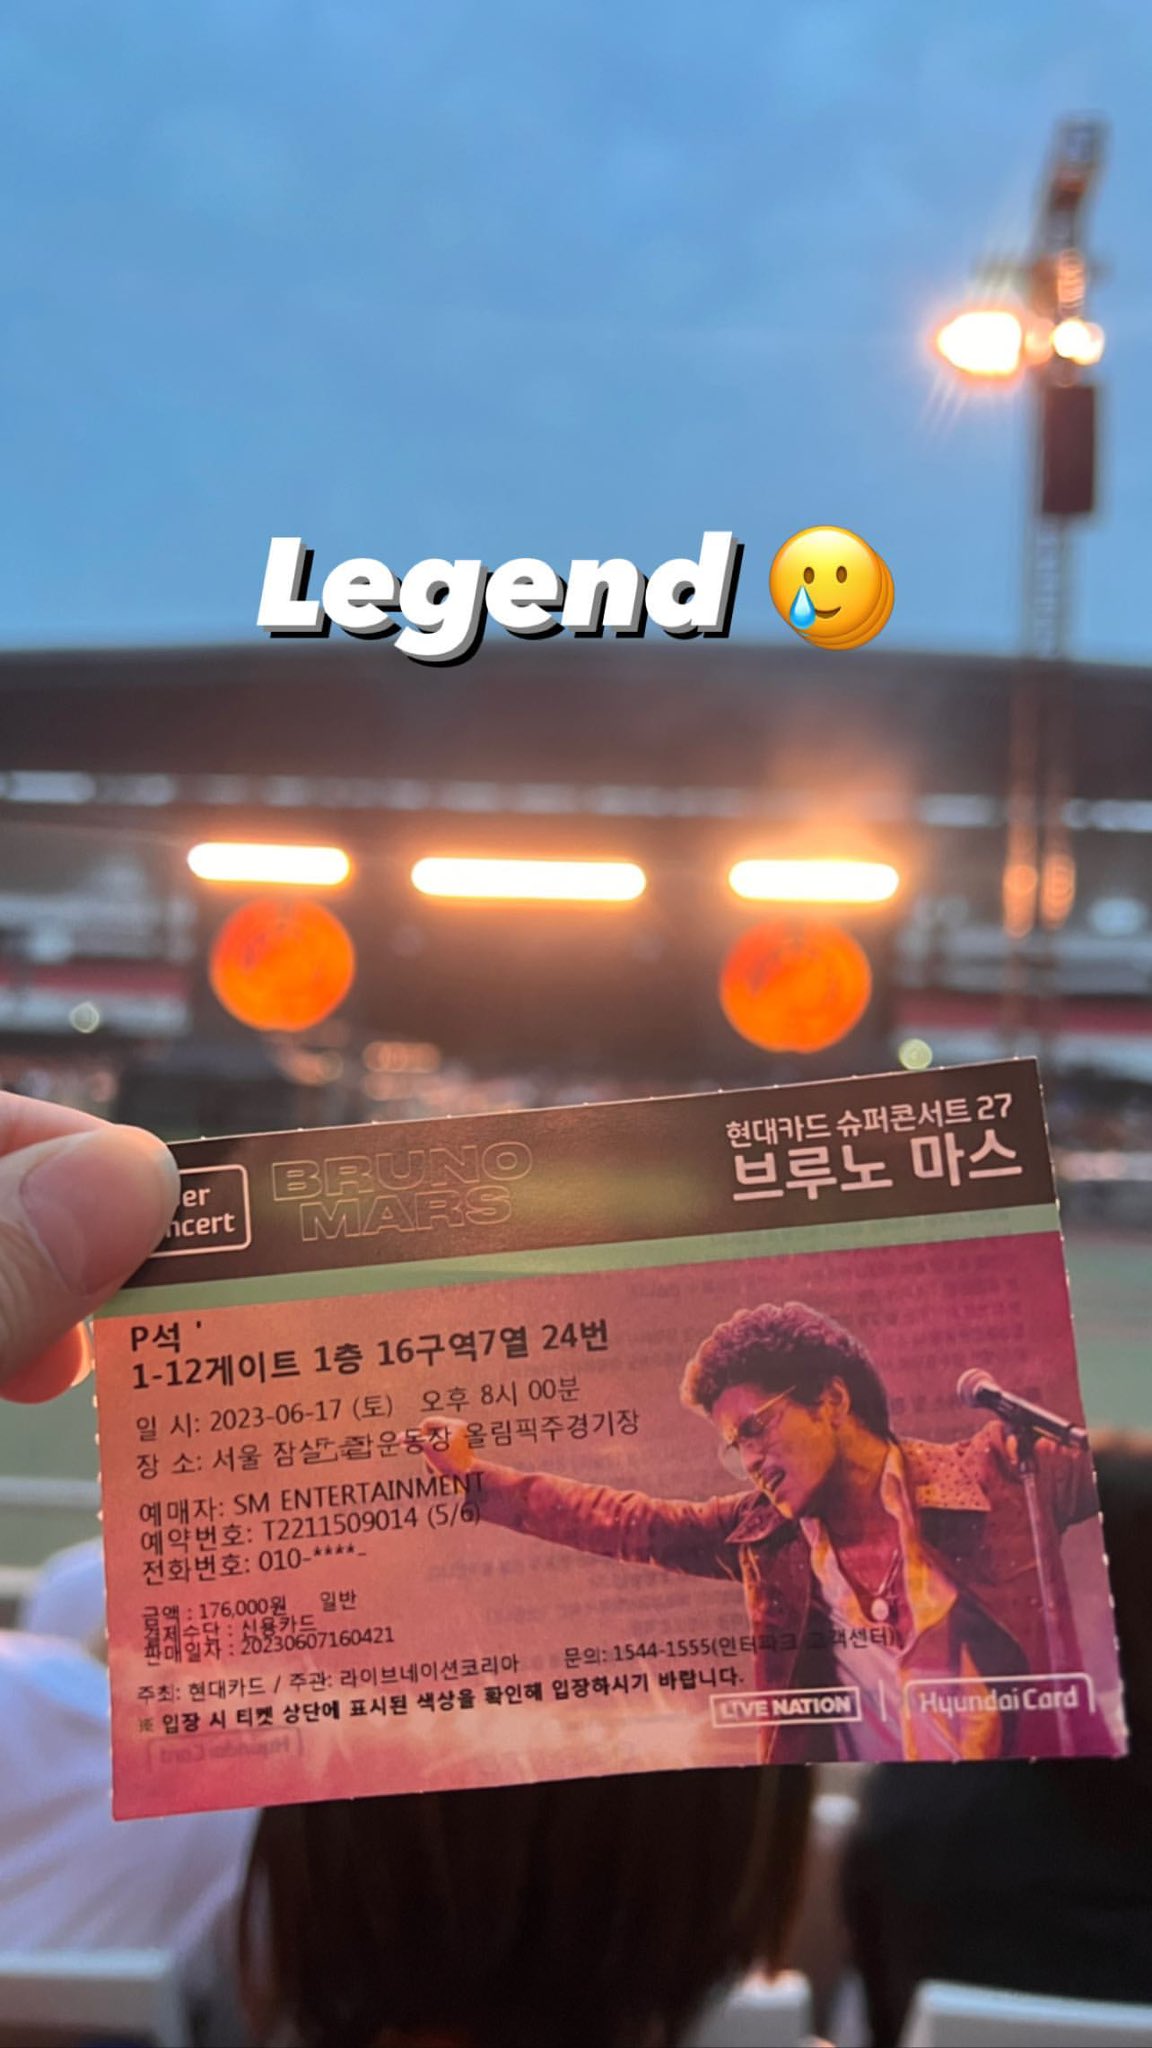 Legend 🥲
er
ncert
BRUNO
MARS
현대카드 슈퍼콘서트 27
브루노 마스
P석 '
1-12게이트 1층 16구역7열 24번
일 시: 2023-06-17 (토) 오후 8시 00분
장 소: 서울 잠실종합운동장 올림픽주경기장
예매자: SM ENTERTAINMENT
예약번호: T2211509014 (5/6)
전화번호: 010-****-
금액 : 176,000원 일반
결제수단 : 신용카드
판매일자 : 20230607160421
주최: 현대카드 / 주관: 라이브네이션코리아 문의: 1544-1555(인터파크 고객센터)
※ 입장 시 티켓 상단에 표시된 색상을 확인해 입장하시기 바랍니다.
LIVE NATION
Hyundai Card